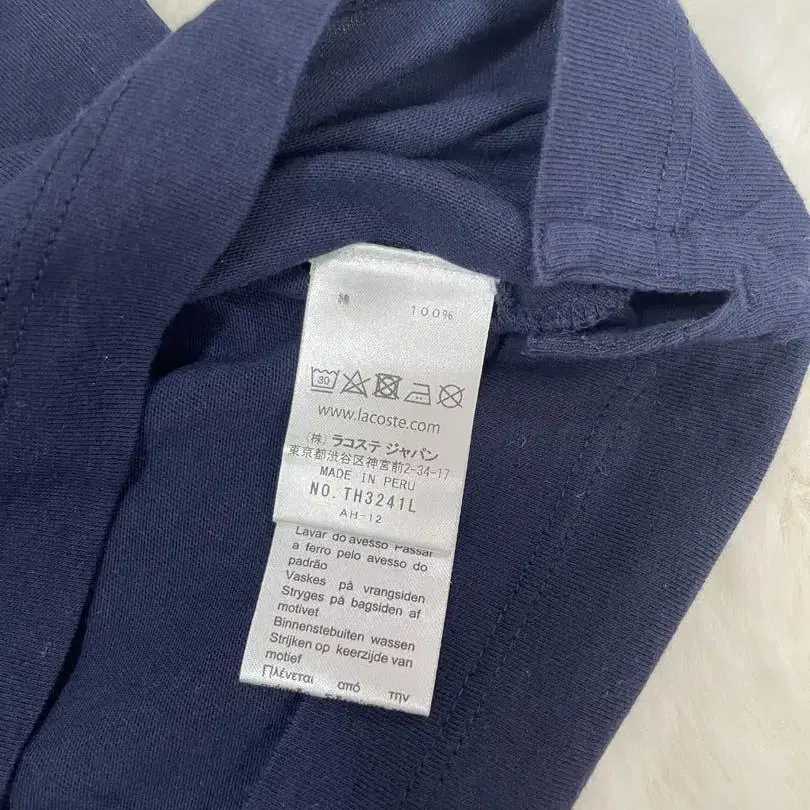 綿 100%
30
www.lacoste.com
(株) ラコステ ジャパン
東京都渋谷区神宮前2-34-17
MADE IN PERU
NO. TH3241L
AH-12
Lavar do avesso Passar
a ferro pelo avesso do
padrão
Vaskes på vrangsiden
Stryges på bagsiden af
motivet
Binnenstebuiten wassen
Strijken op keerzijde van
motief
Πλένεται από την